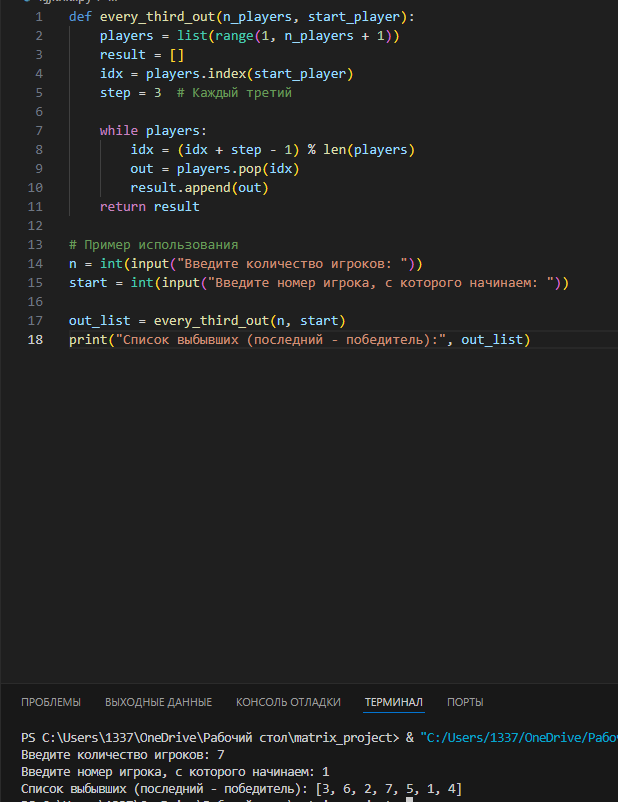 1 def every_third_out(n_players, start_player):
2 players = list(range(1, n_players + 1))
3 result = []
4 idx = players.index(start_player)
5 step = 3  # Каждый третий
6
7 while players:
8 idx = (idx + step - 1) % len(players)
9 out = players.pop(idx)
10 result.append(out)
11 return result
12
13 # Пример использования
14 n = int(input("Введите количество игроков: "))
15 start = int(input("Введите номер игрока, с которого начинаем: "))
16
17 out_list = every_third_out(n, start)
18 print("Список выбывших (последний - победитель):", out_list)
ПРОБЛЕМЫ ВЫХОДНЫЕ ДАННЫЕ КОНСОЛЬ ОТЛАДКИ ТЕРМИНАЛ ПОРТЫ
PS C:\Users\1337\OneDrive\Рабочий стол\matrix_project> & "C:/Users/1337/OneDrive/Рабо
Введите количество игроков: 7
Введите номер игрока, с которого начинаем: 1
Список выбывших (последний - победитель): [3, 6, 2, 7, 5, 1, 4]